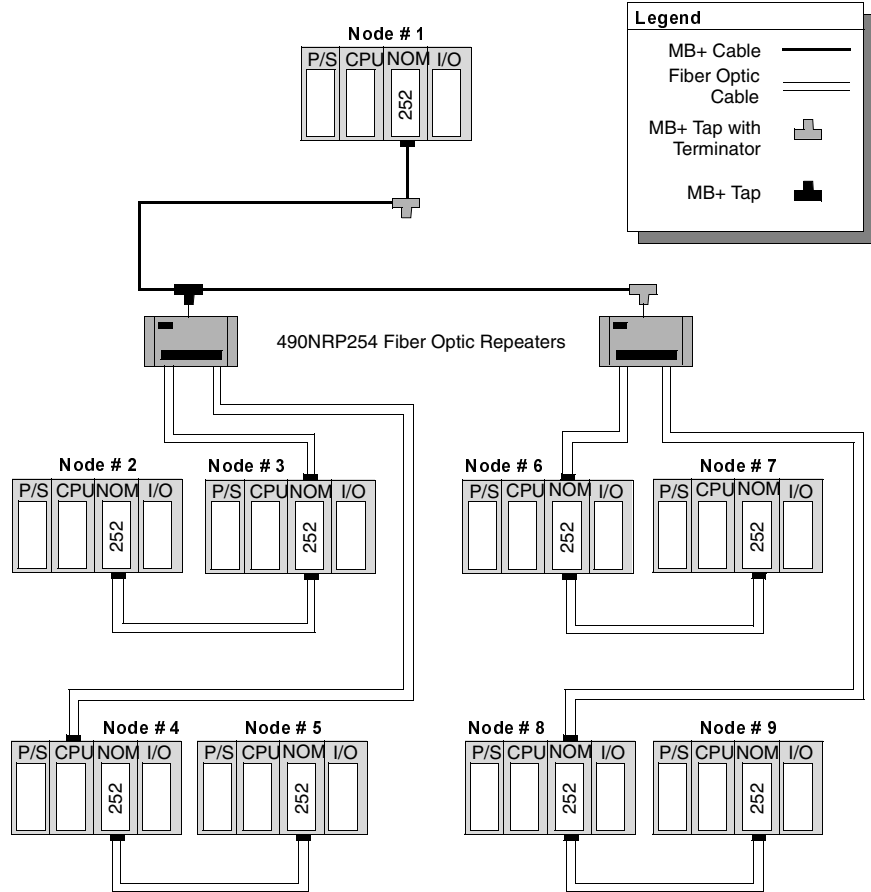 Node # 1
P/S CPU NOM I/O
252
Legend
MB+ Cable
Fiber Optic
Cable
MB+ Tap with
Terminator
MB+ Tap
490NRP254 Fiber Optic Repeaters
Node # 2
P/S CPU NOM I/O
252
Node # 3
P/S CPU NOM I/O
252
Node # 6
P/S CPU NOM I/O
252
Node # 7
P/S CPU NOM I/O
252
Node # 4
P/S CPU NOM I/O
252
Node # 5
P/S CPU NOM I/O
252
Node # 8
P/S CPU NOM I/O
252
Node # 9
P/S CPU NOM I/O
252